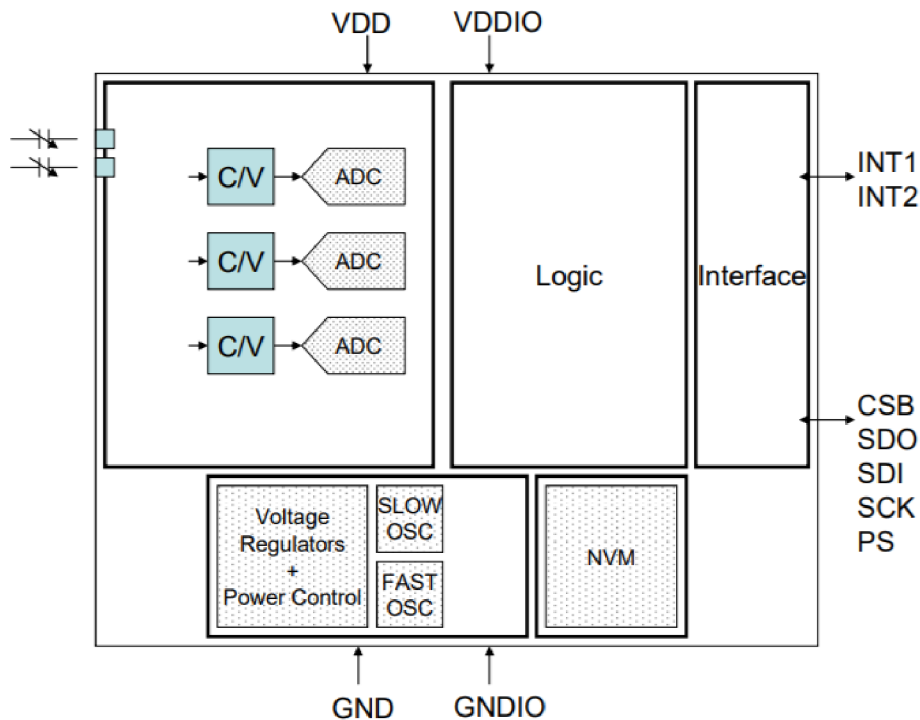 VDD
VDDIO
C/V
ADC
C/V
ADC
C/V
ADC
Logic
Interface
INT1
INT2
CSB
SDO
SDI
SCK
PS
Voltage
Regulators
+
Power Control
SLOW
OSC
FAST
OSC
NVM
GND
GNDIO